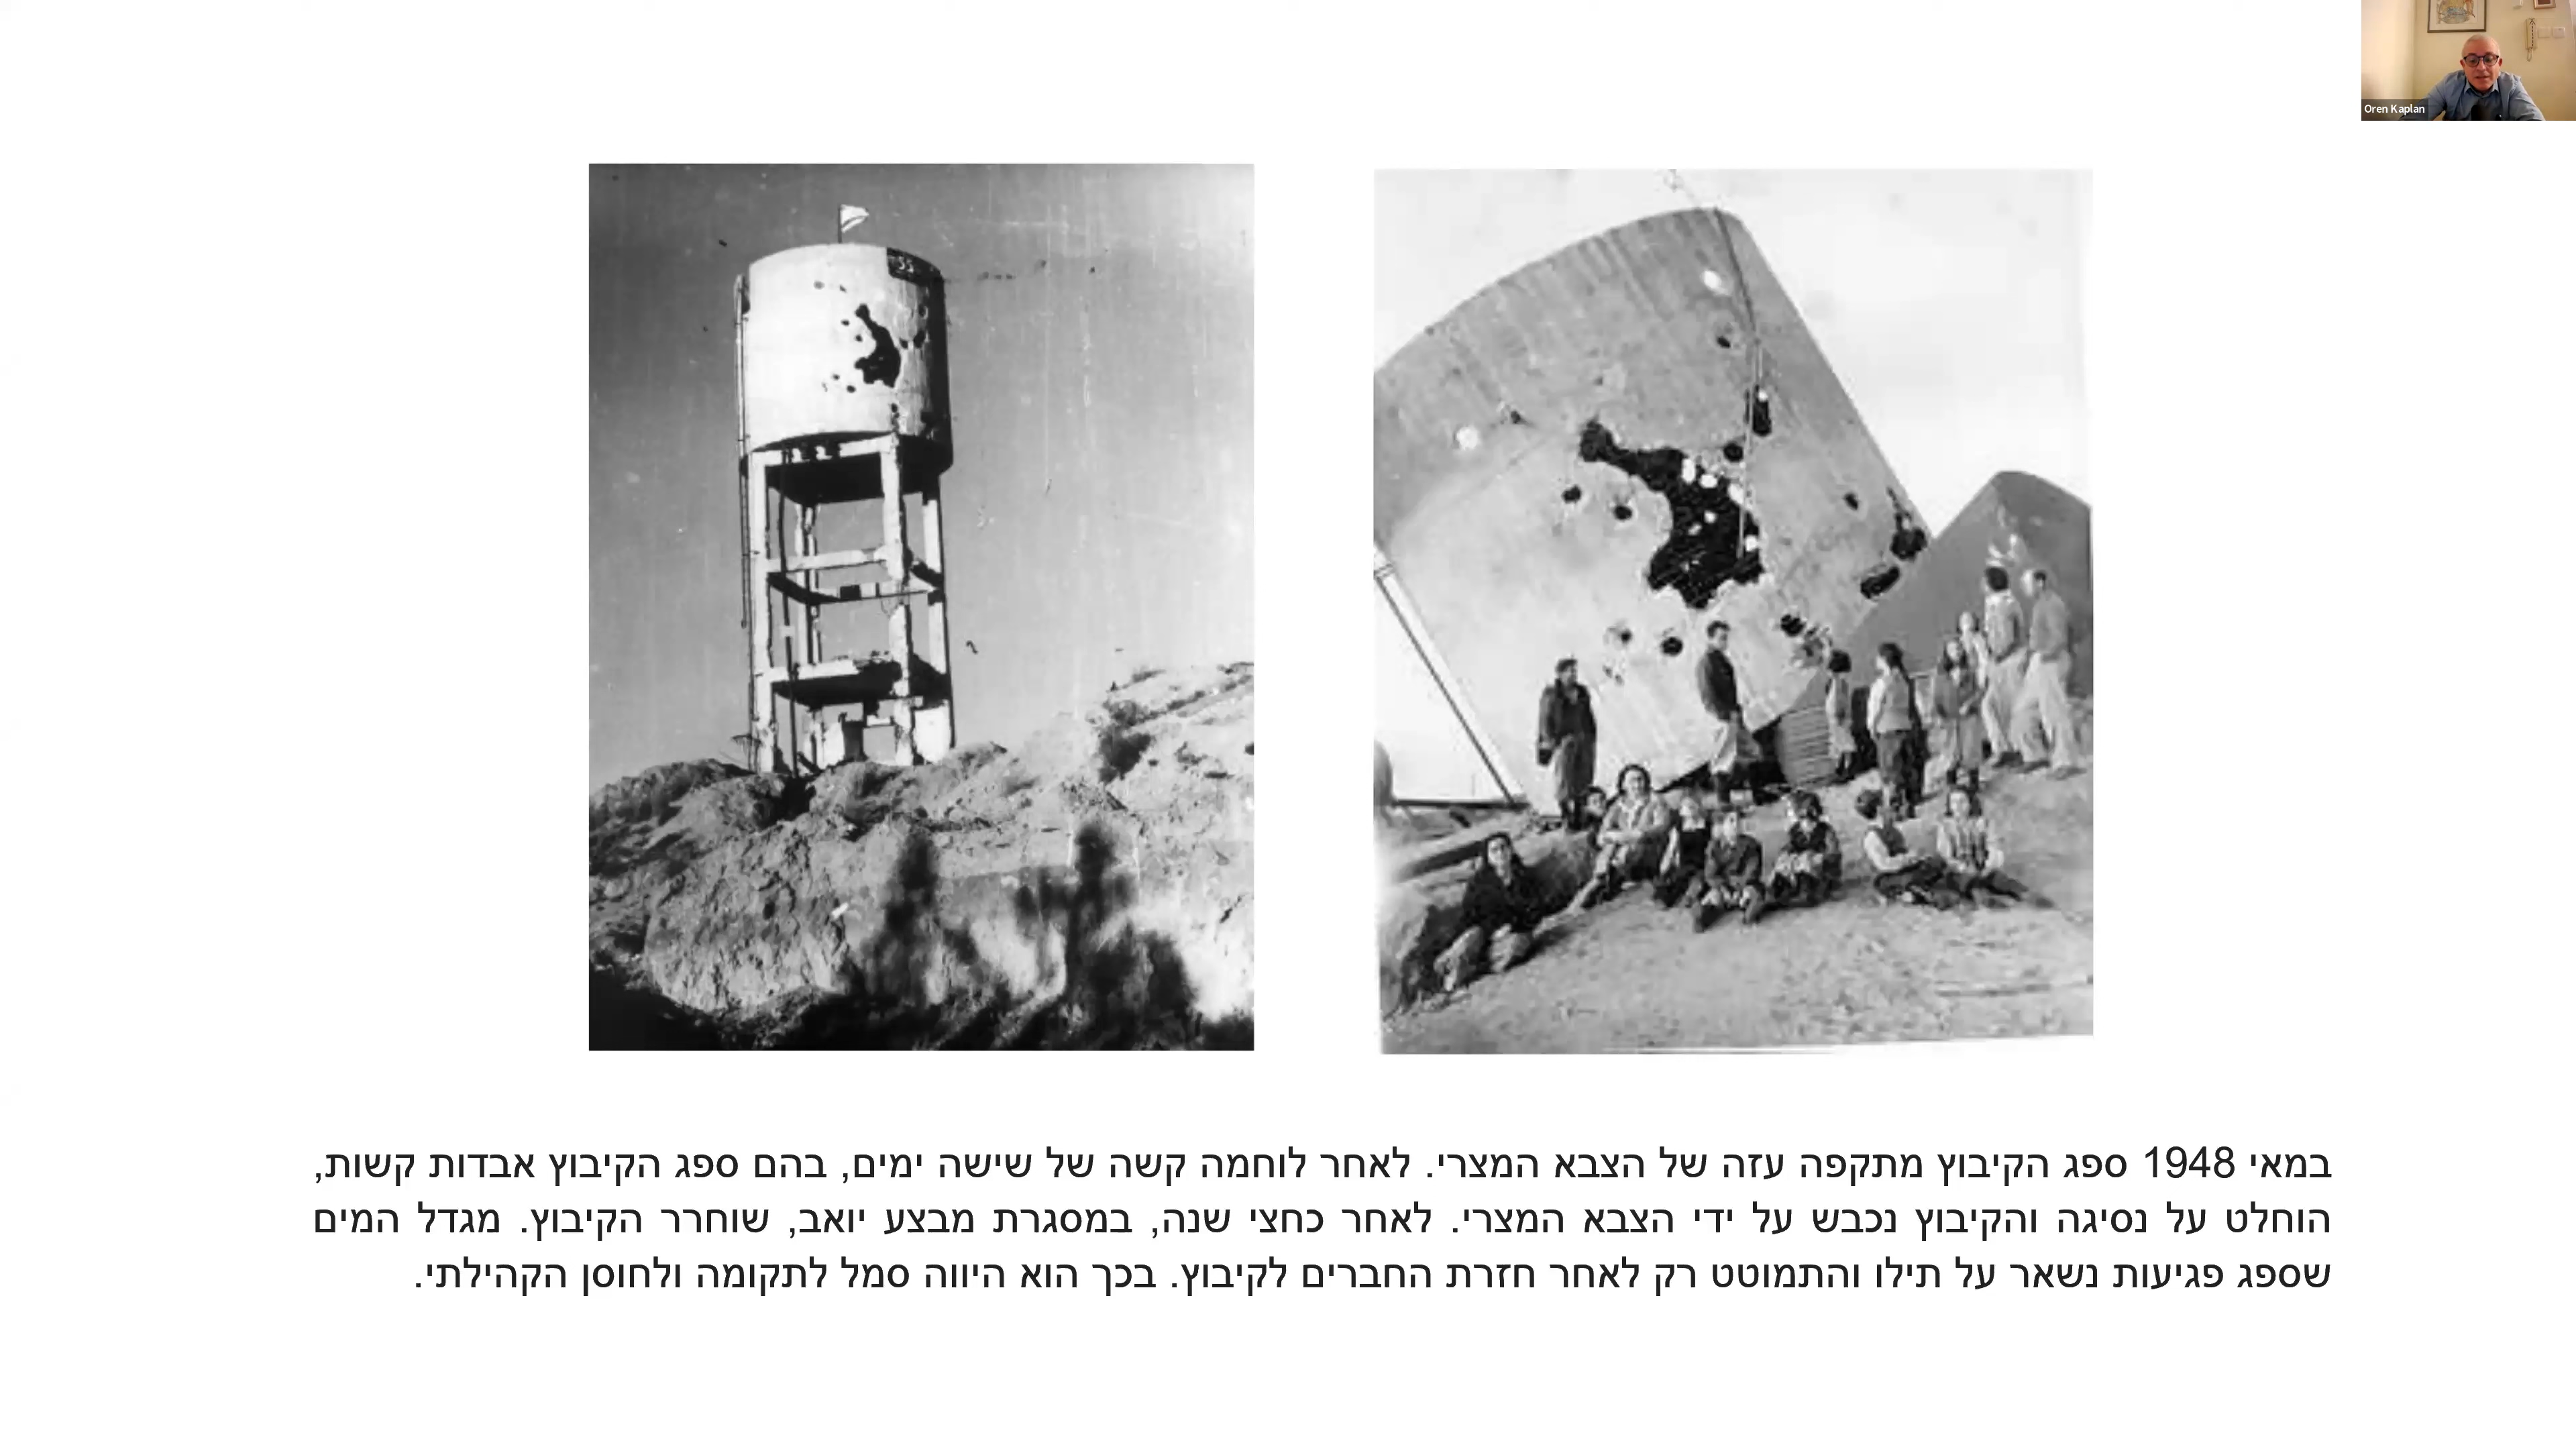 Oren Kaplan
במאי 1948 ספג הקיבוץ מתקפה עזה של הצבא המצרי. לאחר לוחמה קשה של שישה ימים, בהם ספג הקיבוץ אבדות קשות,
הוחלט על נסיגה והקיבוץ נכבש על ידי הצבא המצרי. לאחר כחצי שנה, במסגרת מבצע יואב, שוחרר הקיבוץ. מגדל המים
שספג פגיעות נשאר על תילו והתמוטט רק לאחר חזרת החברים לקיבוץ. בכך הוא היווה סמל לתקומה ולחוסן הקהילתי.